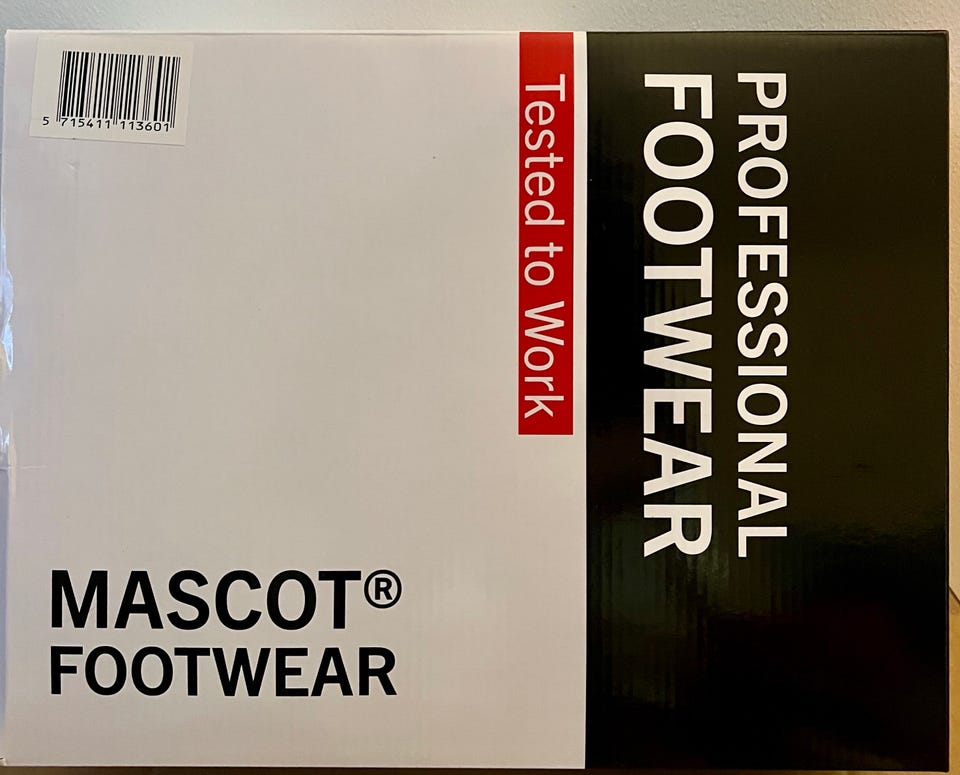 5 715411 113601
Tested to Work
PROFESSIONAL
FOOTWEAR
MASCOT®
FOOTWEAR